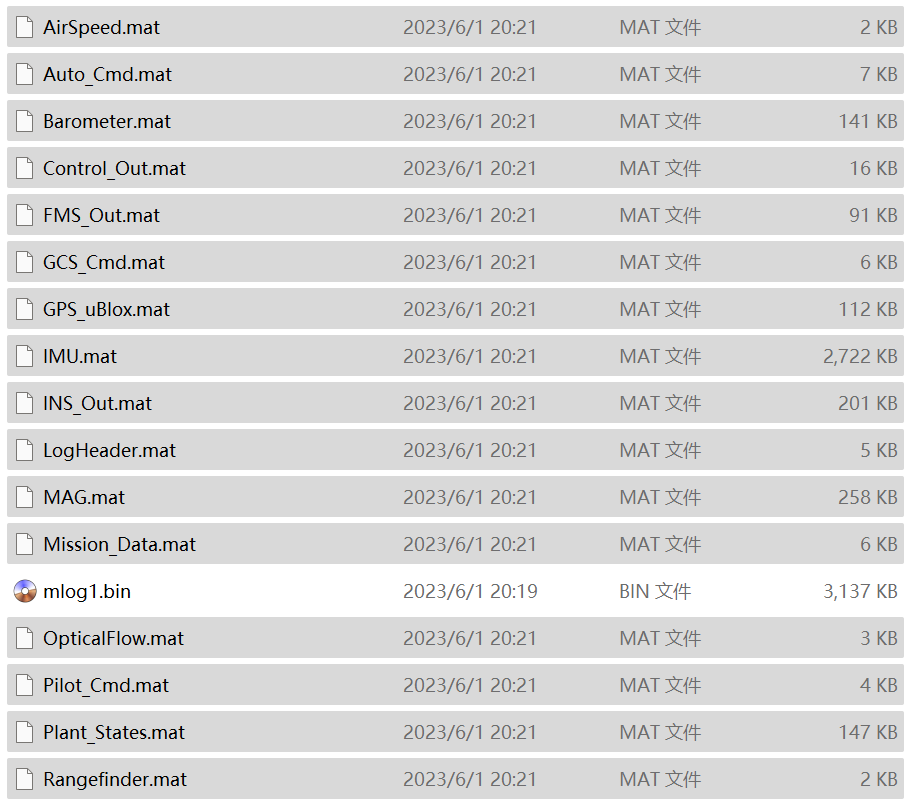 AirSpeed.mat 2023/6/1 20:21 MAT 文件 2 KB
Auto_Cmd.mat 2023/6/1 20:21 MAT 文件 7 KB
Barometer.mat 2023/6/1 20:21 MAT 文件 141 KB
Control_Out.mat 2023/6/1 20:21 MAT 文件 16 KB
FMS_Out.mat 2023/6/1 20:21 MAT 文件 91 KB
GCS_Cmd.mat 2023/6/1 20:21 MAT 文件 6 KB
GPS_uBlox.mat 2023/6/1 20:21 MAT 文件 112 KB
IMU.mat 2023/6/1 20:21 MAT 文件 2,722 KB
INS_Out.mat 2023/6/1 20:21 MAT 文件 201 KB
LogHeader.mat 2023/6/1 20:21 MAT 文件 5 KB
MAG.mat 2023/6/1 20:21 MAT 文件 258 KB
Mission_Data.mat 2023/6/1 20:21 MAT 文件 6 KB
mlog1.bin 2023/6/1 20:19 BIN 文件 3,137 KB
OpticalFlow.mat 2023/6/1 20:21 MAT 文件 3 KB
Pilot_Cmd.mat 2023/6/1 20:21 MAT 文件 4 KB
Plant_States.mat 2023/6/1 20:21 MAT 文件 147 KB
Rangefinder.mat 2023/6/1 20:21 MAT 文件 2 KB